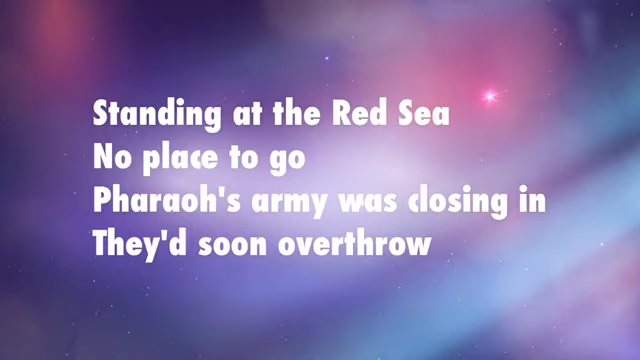 Standing at the Red Sea
No place to go
Pharaoh's army was closing in
They'd soon overthrow